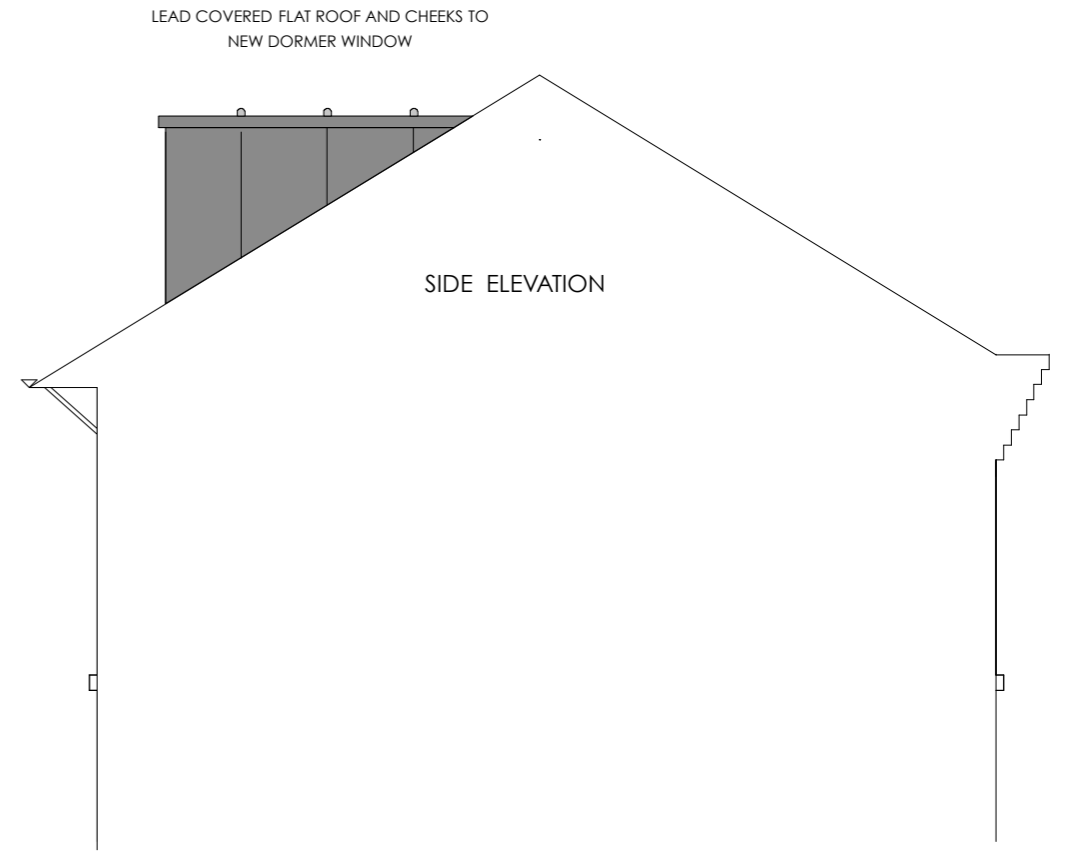 LEAD COVERED FLAT ROOF AND CHEEKS TO
NEW DORMER WINDOW
SIDE ELEVATION